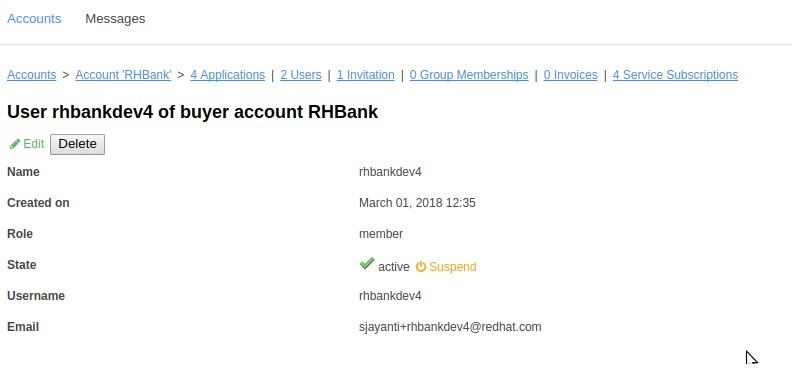 Accounts Messages
Accounts > Account 'RHBank' > 4 Applications | 2 Users | 1 Invitation | 0 Group Memberships | 0 Invoices | 4 Service Subscriptions
User rhbankdev4 of buyer account RHBank
Edit Delete
Name rhbankdev4
Created on March 01, 2018 12:35
Role member
State active Suspend
Username rhbankdev4
Email sjayanti+rhbankdev4@redhat.com